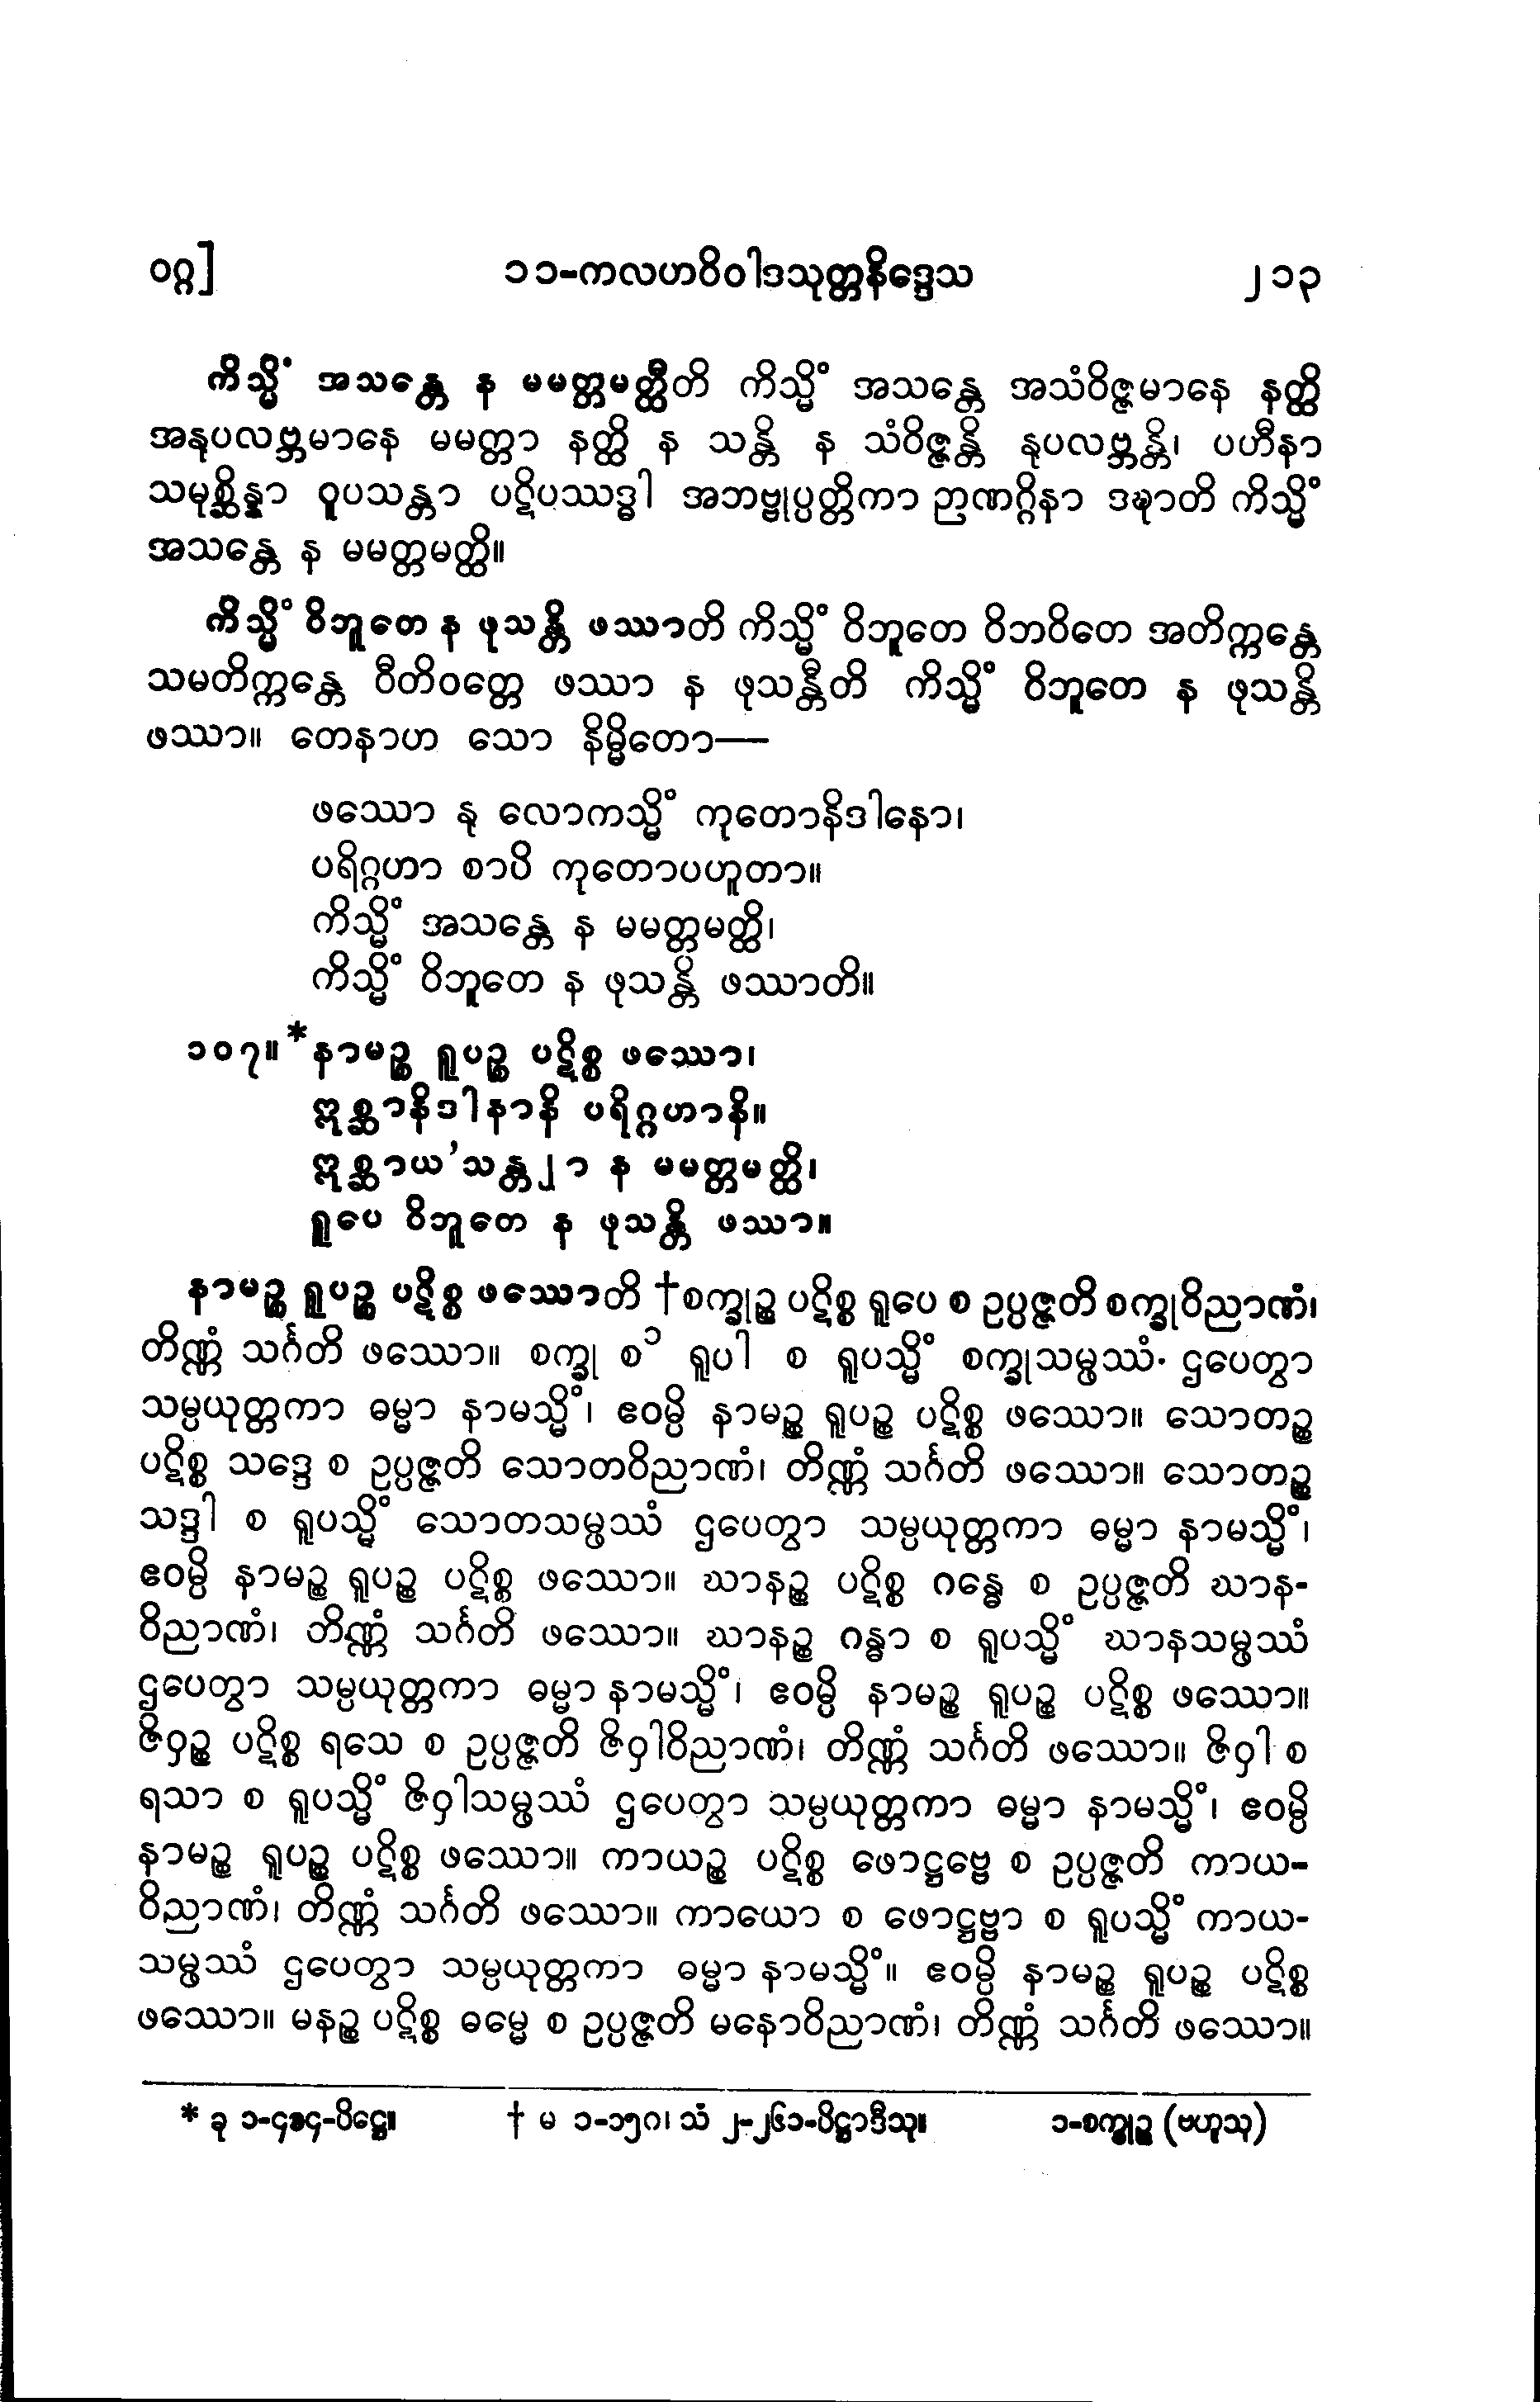 ဝဂ္ဂ] ၁၁-ကလဟဝိဝါဒသုတ္တနိဒ္ဒေသ ၂၁၃
ကိသ္မိံ အသန္တေ န မမတ္တမတ္ထီတိ ကိသ္မိံ အသန္တေ အသံဝိဇ္ဇမာနေ နတ္ထိ
အနုပလဗ္ဘမာနေ မမတ္တာ နတ္ထိ န သန္တိ န သံဝိဇ္ဇန္တိ နုပလဗ္ဘန္တိ၊ ပဟီနာ
သမုစ္ဆိန္နာ ဝူပသန္တာ ပဋိပဿဒ္ဓါ အဘဗ္ဗုပ္ပတ္တိကာ ဉာဏဂ္ဂိနာ ဒဍ္ဎာတိ ကိသ္မိံ
အသန္တေ န မမတ္တမတ္ထိ။
ကိသ္မိံ ဝိဘူတေ န ဖုသန္တိ ဖဿာတိ ကိသ္မိံ ဝိဘူတေ ဝိဘဝိတေ အတိက္ကန္တေ
သမတိက္ကန္တေ ဝီတိဝတ္တေ ဖဿာ န ဖုသန္တီတိ ကိသ္မိံ ဝိဘူတေ န ဖုသန္တိ
ဖဿာ။ တေနာဟ သော နိမ္မိတော—
ဖဿော နု လောကသ္မိံ ကုတောနိဒါနော၊
ပရိဂ္ဂဟာ စာပိ ကုတောပဟူတာ။
ကိသ္မိံ အသန္တေ န မမတ္တမတ္ထိ၊
ကိသ္မိံ ဝိဘူတေ န ဖုသန္တိ ဖဿာတိ။
၁၀၇။ *နာမဉ္စ ရူပဉ္စ ပဋိစ္စ ဖဿော၊
ဣစ္ဆာနိဒါနာနိ ပရိဂ္ဂဟာနိ။
ဣစ္ဆာယ'သန္တျာ န မမတ္တမတ္ထိ၊
ရူပေ ဝိဘူတေ န ဖုသန္တိ ဖဿာ။
နာမဉ္စ ရူပဉ္စ ပဋိစ္စ ဖဿောတိ †စက္ခုဉ္စ ပဋိစ္စ ရူပေ စ ဥပ္ပဇ္ဇတိ စက္ခုဝိညာဏံ၊
တိဏ္ဏံ သင်္ဂတိ ဖဿော။ စက္ခု စ၁ ရူပါ စ ရူပသ္မိံ စက္ခုသမ္ဖဿံ ဌပေတွာ
သမ္ပယုတ္တကာ ဓမ္မာ နာမသ္မိံ၊ ဧဝမ္ပိ နာမဉ္စ ရူပဉ္စ ပဋိစ္စ ဖဿော။ သောတဉ္စ
ပဋိစ္စ သဒ္ဒေ စ ဥပ္ပဇ္ဇတိ သောတဝိညာဏံ၊ တိဏ္ဏံ သင်္ဂတိ ဖဿော။ သောတဉ္စ
သဒ္ဒါ စ ရူပသ္မိံ သောတသမ္ဖဿံ ဌပေတွာ သမ္ပယုတ္တကာ ဓမ္မာ နာမသ္မိံ၊
ဧဝမ္ပိ နာမဉ္စ ရူပဉ္စ ပဋိစ္စ ဖဿော။ ဃာနဉ္စ ပဋိစ္စ ဂန္ဓေ စ ဥပ္ပဇ္ဇတိ ဃာန-
ဝိညာဏံ၊ တိဏ္ဏံ သင်္ဂတိ ဖဿော။ ဃာနဉ္စ ဂန္ဓာ စ ရူပသ္မိံ ဃာနသမ္ဖဿံ
ဌပေတွာ သမ္ပယုတ္တကာ ဓမ္မာ နာမသ္မိံ၊ ဧဝမ္ပိ နာမဉ္စ ရူပဉ္စ ပဋိစ္စ ဖဿော။
ဇိဝှဉ္စ ပဋိစ္စ ရသေ စ ဥပ္ပဇ္ဇတိ ဇိဝှါဝိညာဏံ၊ တိဏ္ဏံ သင်္ဂတိ ဖဿော။ ဇိဝှါ စ
ရသာ စ ရူပသ္မိံ ဇိဝှါသမ္ဖဿံ ဌပေတွာ သမ္ပယုတ္တကာ ဓမ္မာ နာမသ္မိံ၊ ဧဝမ္ပိ
နာမဉ္စ ရူပဉ္စ ပဋိစ္စ ဖဿော။ ကာယဉ္စ ပဋိစ္စ ဖောဋ္ဌဗ္ဗေ စ ဥပ္ပဇ္ဇတိ ကာယ-
ဝိညာဏံ၊ တိဏ္ဏံ သင်္ဂတိ ဖဿော။ ကာယော စ ဖောဋ္ဌဗ္ဗာ စ ရူပသ္မိံ ကာယ-
သမ္ဖဿံ ဌပေတွာ သမ္ပယုတ္တကာ ဓမ္မာ နာမသ္မိံ။ ဧဝမ္ပိ နာမဉ္စ ရူပဉ္စ ပဋိစ္စ
ဖဿော။ မနဉ္စ ပဋိစ္စ ဓမ္မေ စ ဥပ္ပဇ္ဇတိ မနောဝိညာဏံ၊ တိဏ္ဏံ သင်္ဂတိ ဖဿော။
* ခု ၁-၄၁၄-ပိဋ္ဌေ။ † မ ၁-၁၅၈၊ သံ ၂-၂၆၁-ပိဋ္ဌာဒီသု။ ၁-စက္ခုဉ္စ (ဗဟူသု)